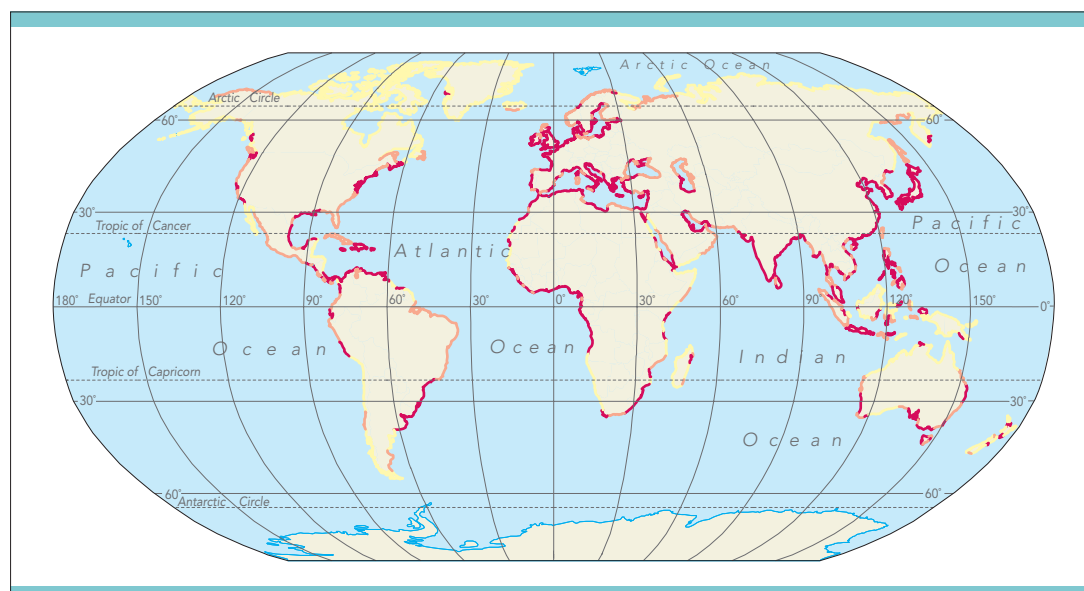 Arctic Ocean
Arctic Circle
60˚ 60˚
30˚ 30˚
Tropic of Cancer
Pacific
Atlantic
Pacific
Ocean
Equator
180˚ 150˚ 120˚ 90˚ 60˚ 30˚ 0˚ 30˚ 60˚ 90˚ 120˚ 150˚ 0˚
Ocean
Ocean
Indian
Tropic of Capricorn
30˚ 30˚
Ocean
60˚ 60˚
Antarctic Circle